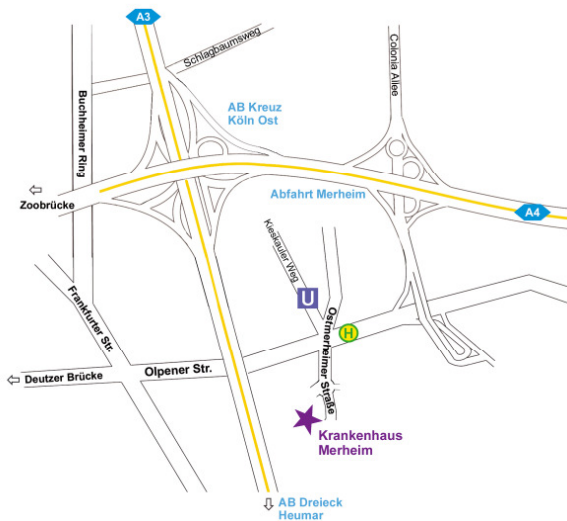 A3
Schlagbaumsweg
Colonia Allee
Buchheimer Ring
AB Kreuz
Köln Ost
Zoobrücke
Abfahrt Merheim
A4
Kieskauler Weg
U
Frankfurter Str.
Ostmerheimer Straße
H
Olpener Str.
Deutzer Brücke
Krankenhaus
Merheim
AB Dreieck
Heumar